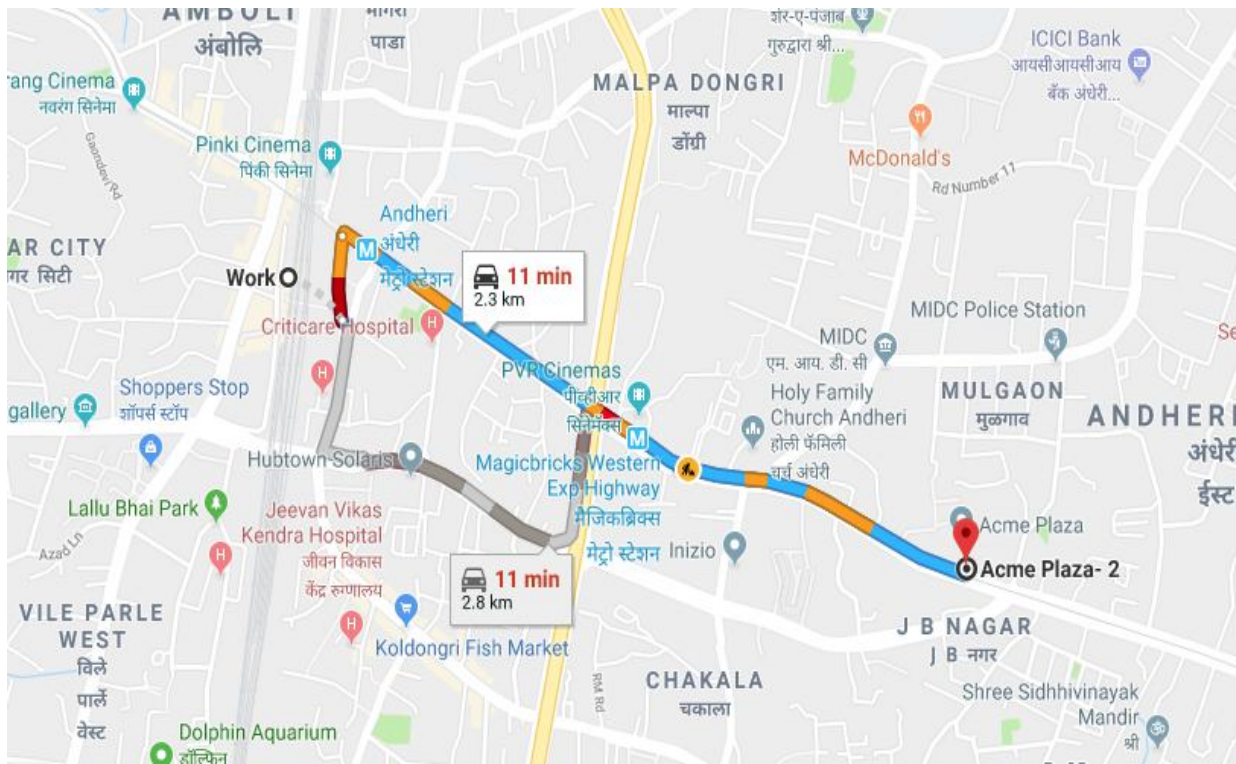 AMBOLI
अंबोलि
पाडा
शेर-ए-पंजाब
गुरुद्वारा श्री...
ICICI Bank
आयसीआयसीआय
बँक अंधेरी...
rang Cinema
नवरंग सिनेमा
MALPA DONGRI
माल्पा
डोंग्री
McDonald's
Rd Number 11
Gaondevi Rd
Pinki Cinema
पिंकी सिनेमा
AR CITY
गर सिटी
Andheri
अंधेरी
मेट्रो स्टेशन
M
Work
11 min
2.3 km
Criticare Hospital
H
H
MIDC Police Station
MIDC
एम. आय. डी. सी
Se
PVR Cinemas
पीव्हीआर
सिनेमॅक्स
M
Shoppers Stop
शॉपर्स स्टॉप
gallery
Holy Family
Church Andheri
होली फॅमिली
चर्च अंधेरी
MULGAON
मुळगाव
ANDHERI
अंधेरी
ईस्ट
Hubtown Solaris
Magicbricks Western
Exp Highway
मॅजिकब्रिक्स
मेट्रो स्टेशन
Lallu Bhai Park
Azad Ln
H
Jeevan Vikas
Kendra Hospital
जीवन विकास
केंद्र रुग्णालय
H
Inizio
Acme Plaza
Acme Plaza- 2
11 min
2.8 km
VILE PARLE
WEST
विले
पार्ले
वेस्ट
Koldongri Fish Market
J B NAGAR
J B नगर
CHAKALA
चकाला
RM Rd
Shree Sidhhivinayak
Mandir
श्री
Dolphin Aquarium
डॉल्फिन